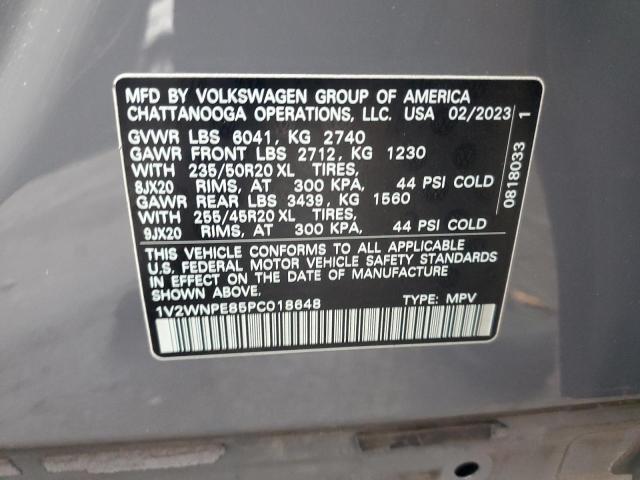 MFD BY VOLKSWAGEN GROUP OF AMERICA
CHATTANOOGA OPERATIONS, LLC. USA 02/2023
GVWR LBS 6041, KG 2740
GAWR FRONT LBS 2712, KG 1230
WITH 235/50R20 XL TIRES,
8JX20 RIMS, AT 300 KPA, 44 PSI COLD
GAWR REAR LBS 3439, KG 1560
WITH 255/45R20 XL TIRES,
9JX20 RIMS, AT 300 KPA, 44 PSI COLD
THIS VEHICLE CONFORMS TO ALL APPLICABLE
U.S. FEDERAL MOTOR VEHICLE SAFETY STANDARDS
IN EFFECT ON THE DATE OF MANUFACTURE
SHOWN ABOVE.
1V2WNPE85PC018648 TYPE: MPV
0818033 1